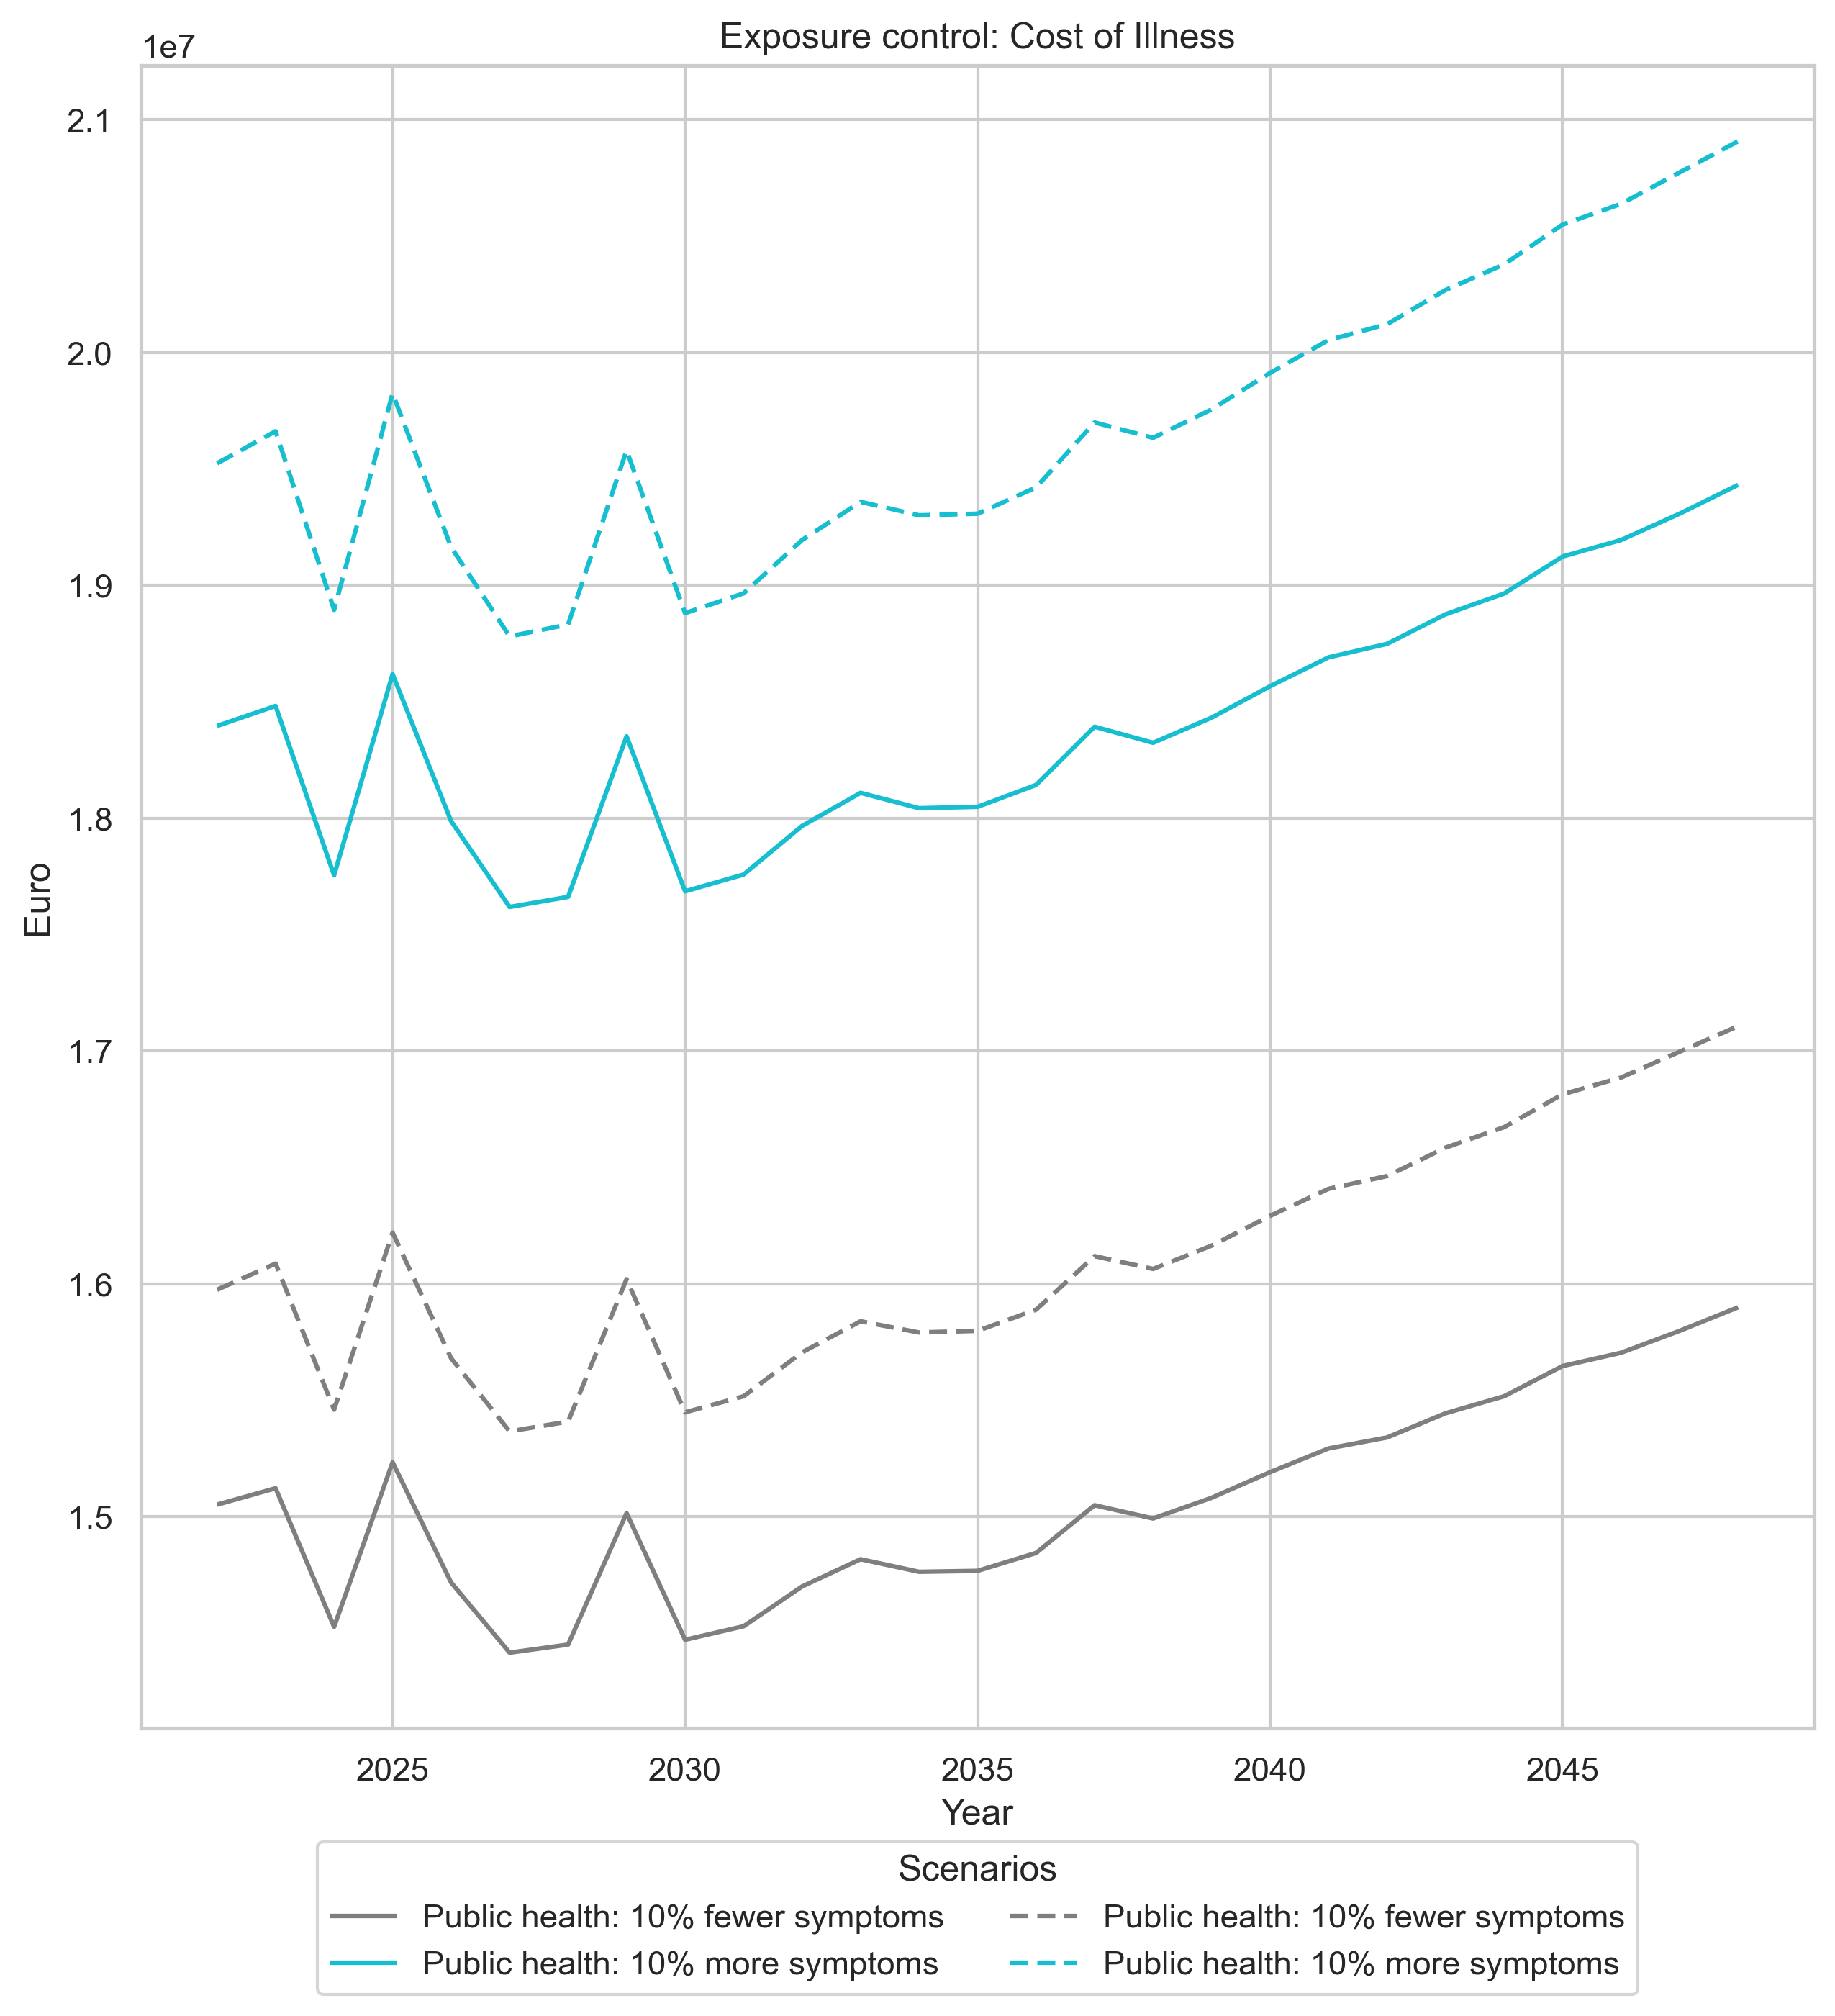 Exposure control: Cost of Illness
1e7
2.1
2.0
1.9
1.8
1.7
1.6
1.5
Euro
2025 2030 2035 2040 2045
Year
Scenarios
Public health: 10% fewer symptoms Public health: 10% fewer symptoms
Public health: 10% more symptoms Public health: 10% more symptoms